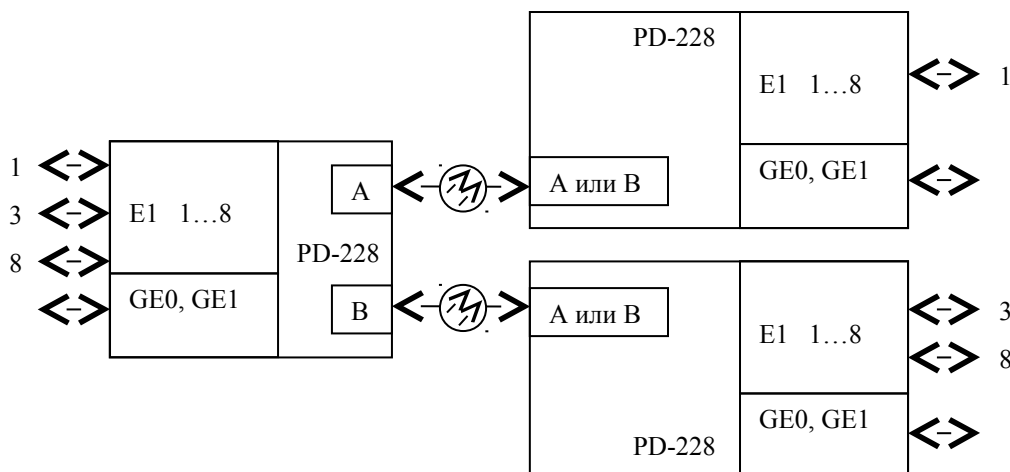 PD-228
E1 1…8
1
GE0, GE1
А или В
1
3
8
E1 1…8
GE0, GE1
A
PD-228
B
А или В
E1 1…8
3
8
GE0, GE1
PD-228